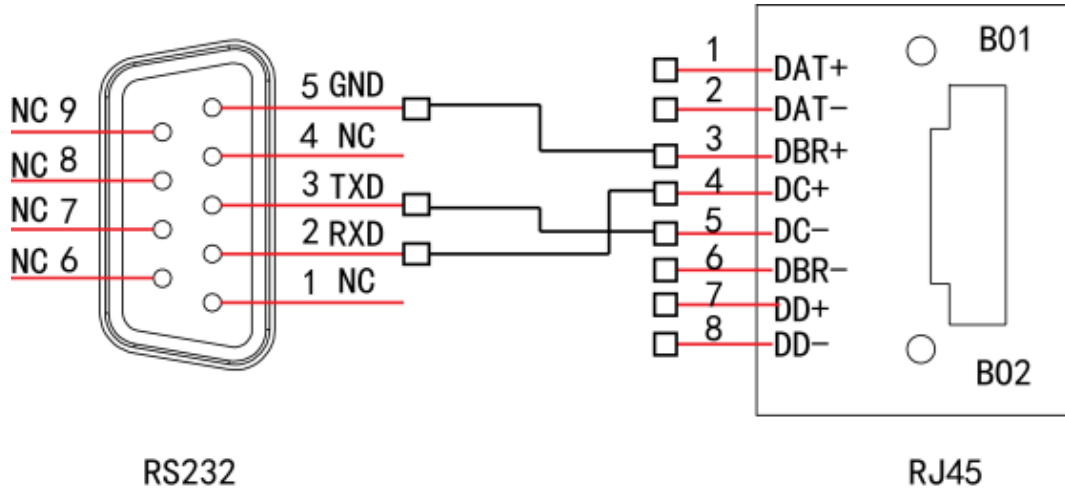 NC 9
NC 8
NC 7
NC 6
5 GND
4 NC
3 TXD
2 RXD
1 NC
1 DAT+
2 DAT-
3 DBR+
4 DC+
5 DC-
6 DBR-
7 DD+
8 DD-
B01
B02
RS232
RJ45